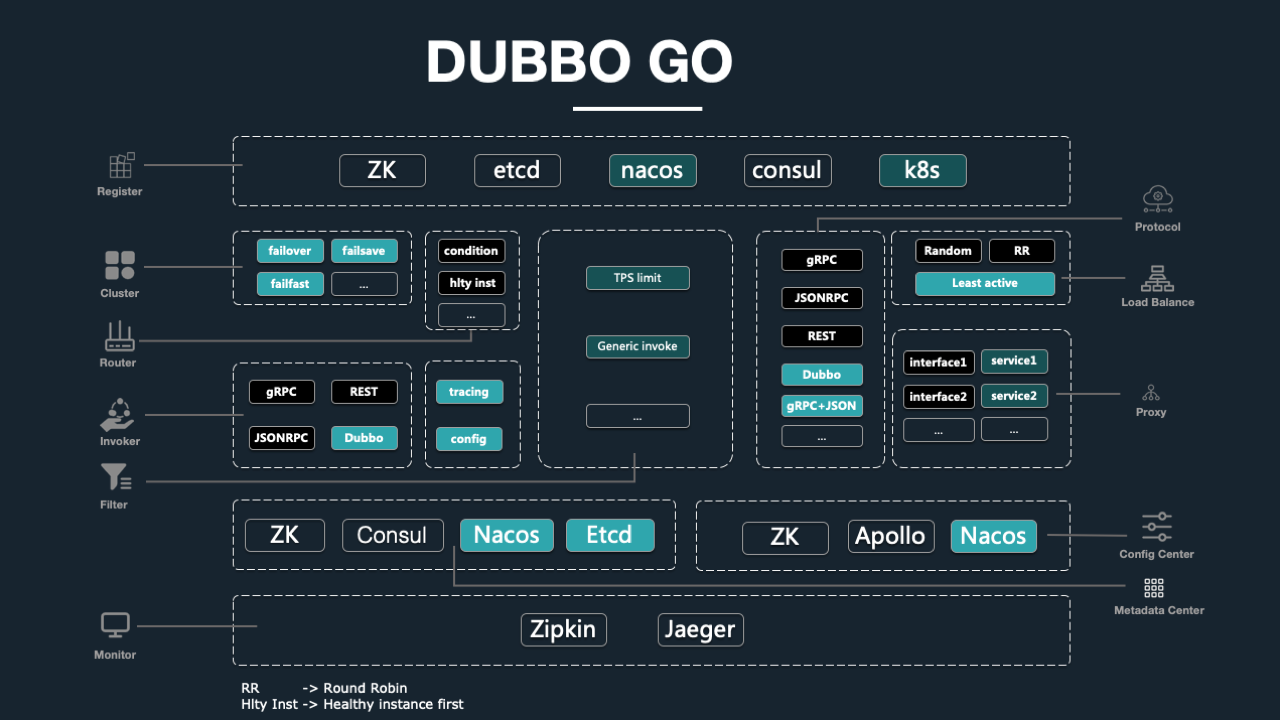 DUBBO GO
Register
ZK etcd nacos consul k8s
Protocol
Cluster
failover failsave
failfast ...
condition
hlty inst
...
Router
TPS limit
Generic invoke
...
gRPC
JSONRPC
REST
Dubbo
gRPC+JSON
...
Random RR
Least active
Load Balance
interface1 service1
interface2 service2
... ...
Proxy
Invoker
gRPC REST
JSONRPC Dubbo
tracing
config
Filter
ZK Consul Nacos Etcd
ZK Apollo Nacos
Config Center
Metadata Center
Monitor
Zipkin Jaeger
RR -> Round Robin
Hlty Inst -> Healthy instance first